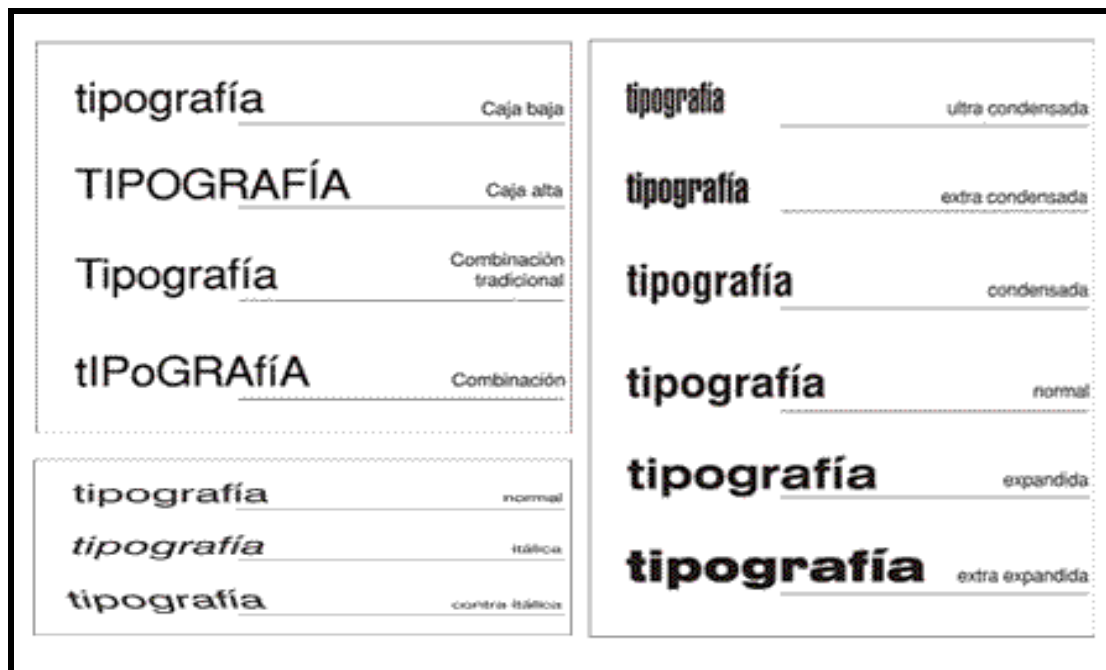 tipografía
Caja baja
TIPOGRAFÍA
Caja alta
Tipografía
Combinación
tradicional
tIPoGRAfíA
Combinación
tipografía
normal
tipografía
itálica
tipografía
contra itálica
tipografía
ultra condensada
tipografía
extra condensada
tipografía
condensada
tipografía
normal
tipografía
expandida
tipografía
extra expandida